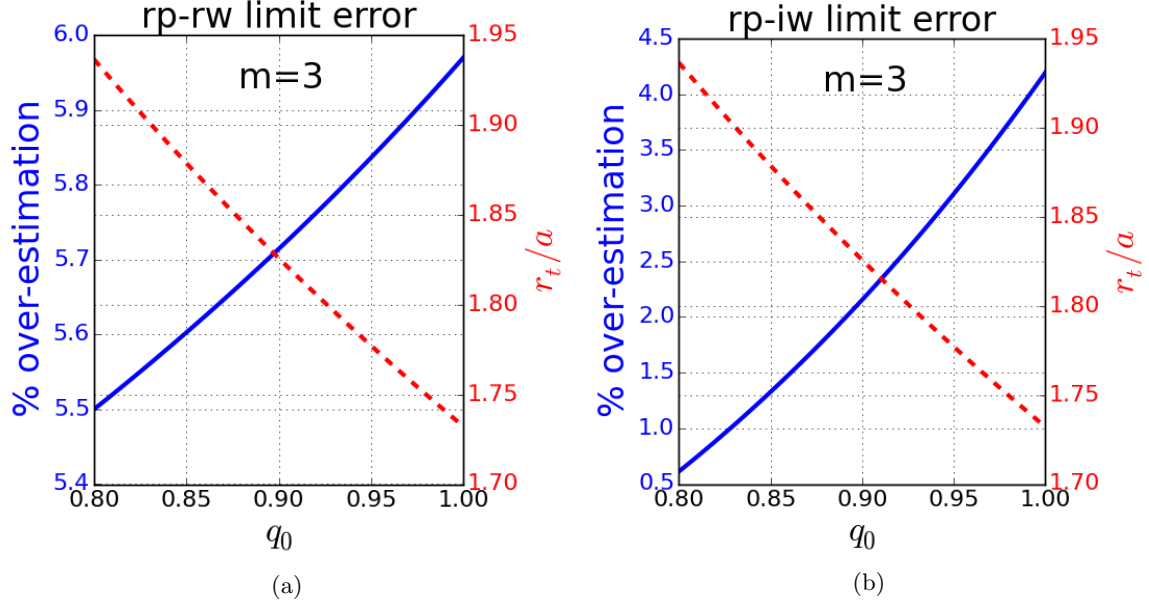 rp-rw limit error
m=3
% over-estimation
6.0
5.9
5.8
5.7
5.6
5.5
5.4
1.95
1.90
1.85
1.80
1.75
1.70
r_t/a
0.80 0.85 0.90 0.95 1.00
q_0
(a)
rp-iw limit error
m=3
% over-estimation
4.5
4.0
3.5
3.0
2.5
2.0
1.5
1.0
0.5
1.95
1.90
1.85
1.80
1.75
1.70
r_t/a
0.80 0.85 0.90 0.95 1.00
q_0
(b)